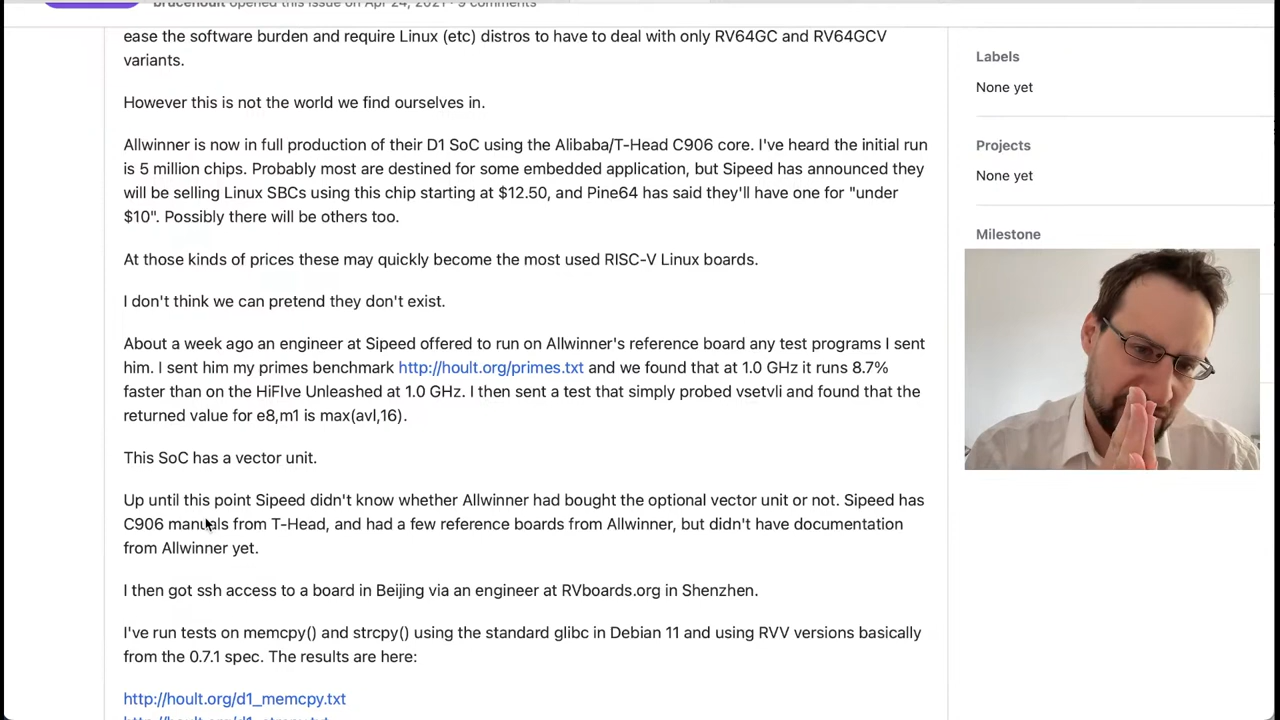 brucehoult opened this issue on Apr 24, 2021 · 9 comments
ease the software burden and require Linux (etc) distros to have to deal with only RV64GC and RV64GCV
variants.
However this is not the world we find ourselves in.
Allwinner is now in full production of their D1 SoC using the Alibaba/T-Head C906 core. I've heard the initial run
is 5 million chips. Probably most are destined for some embedded application, but Sipeed has announced they
will be selling Linux SBCs using this chip starting at $12.50, and Pine64 has said they'll have one for "under
$10". Possibly there will be others too.
At those kinds of prices these may quickly become the most used RISC-V Linux boards.
I don't think we can pretend they don't exist.
About a week ago an engineer at Sipeed offered to run on Allwinner's reference board any test programs I sent
him. I sent him my primes benchmark http://hoult.org/primes.txt and we found that at 1.0 GHz it runs 8.7%
faster than on the HiFIve Unleashed at 1.0 GHz. I then sent a test that simply probed vsetvli and found that the
returned value for e8,m1 is max(avl,16).
This SoC has a vector unit.
Up until this point Sipeed didn't know whether Allwinner had bought the optional vector unit or not. Sipeed has
C906 manuals from T-Head, and had a few reference boards from Allwinner, but didn't have documentation
from Allwinner yet.
I then got ssh access to a board in Beijing via an engineer at RVboards.org in Shenzhen.
I've run tests on memcpy() and strcpy() using the standard glibc in Debian 11 and using RVV versions basically
from the 0.7.1 spec. The results are here:
http://hoult.org/d1_memcpy.txt
Labels
None yet
Projects
None yet
Milestone